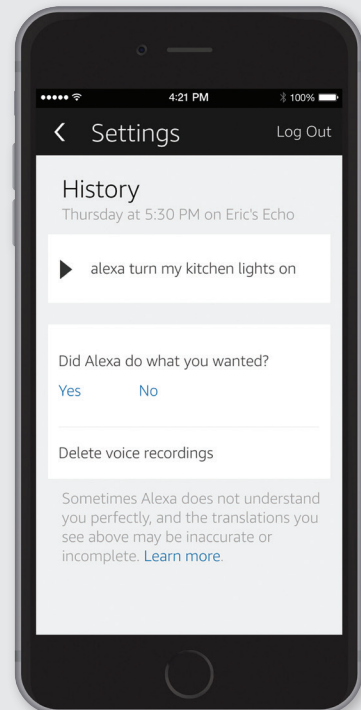 4:21 PM
100%
Settings
Log Out
History
Thursday at 5:30 PM on Eric's Echo
alexa turn my kitchen lights on
Did Alexa do what you wanted?
Yes
No
Delete voice recordings
Sometimes Alexa does not understand
you perfectly, and the translations you
see above may be inaccurate or
incomplete. Learn more.